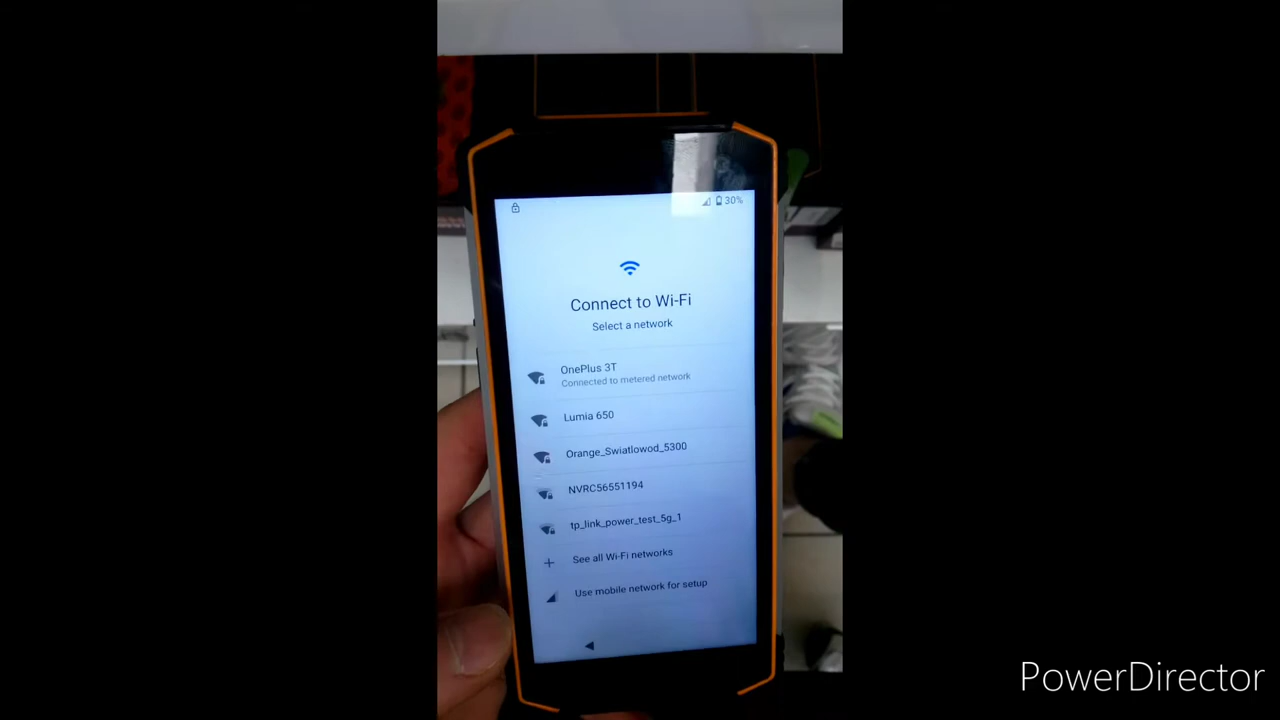 30%
Connect to Wi-Fi
Select a network
OnePlus 3T
Connected to metered network
Lumia 650
Orange_Swiatlowod_5300
NVRC56551194
tp_link_power_test_5g_1
See all Wi-Fi networks
Use mobile network for setup
PowerDirector